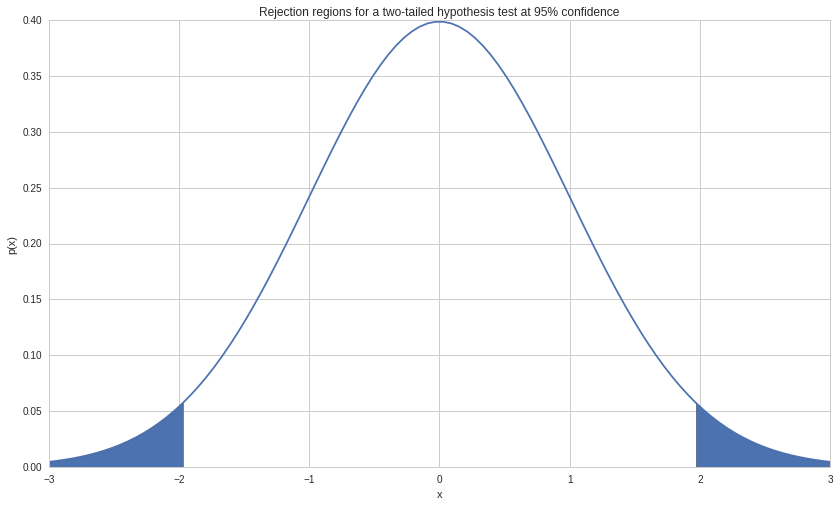 Rejection regions for a two-tailed hypothesis test at 95% confidence
0.40
0.35
0.30
0.25
p(x)
0.20
0.15
0.10
0.05
0.00
−3 −2 −1 0 1 2 3
x